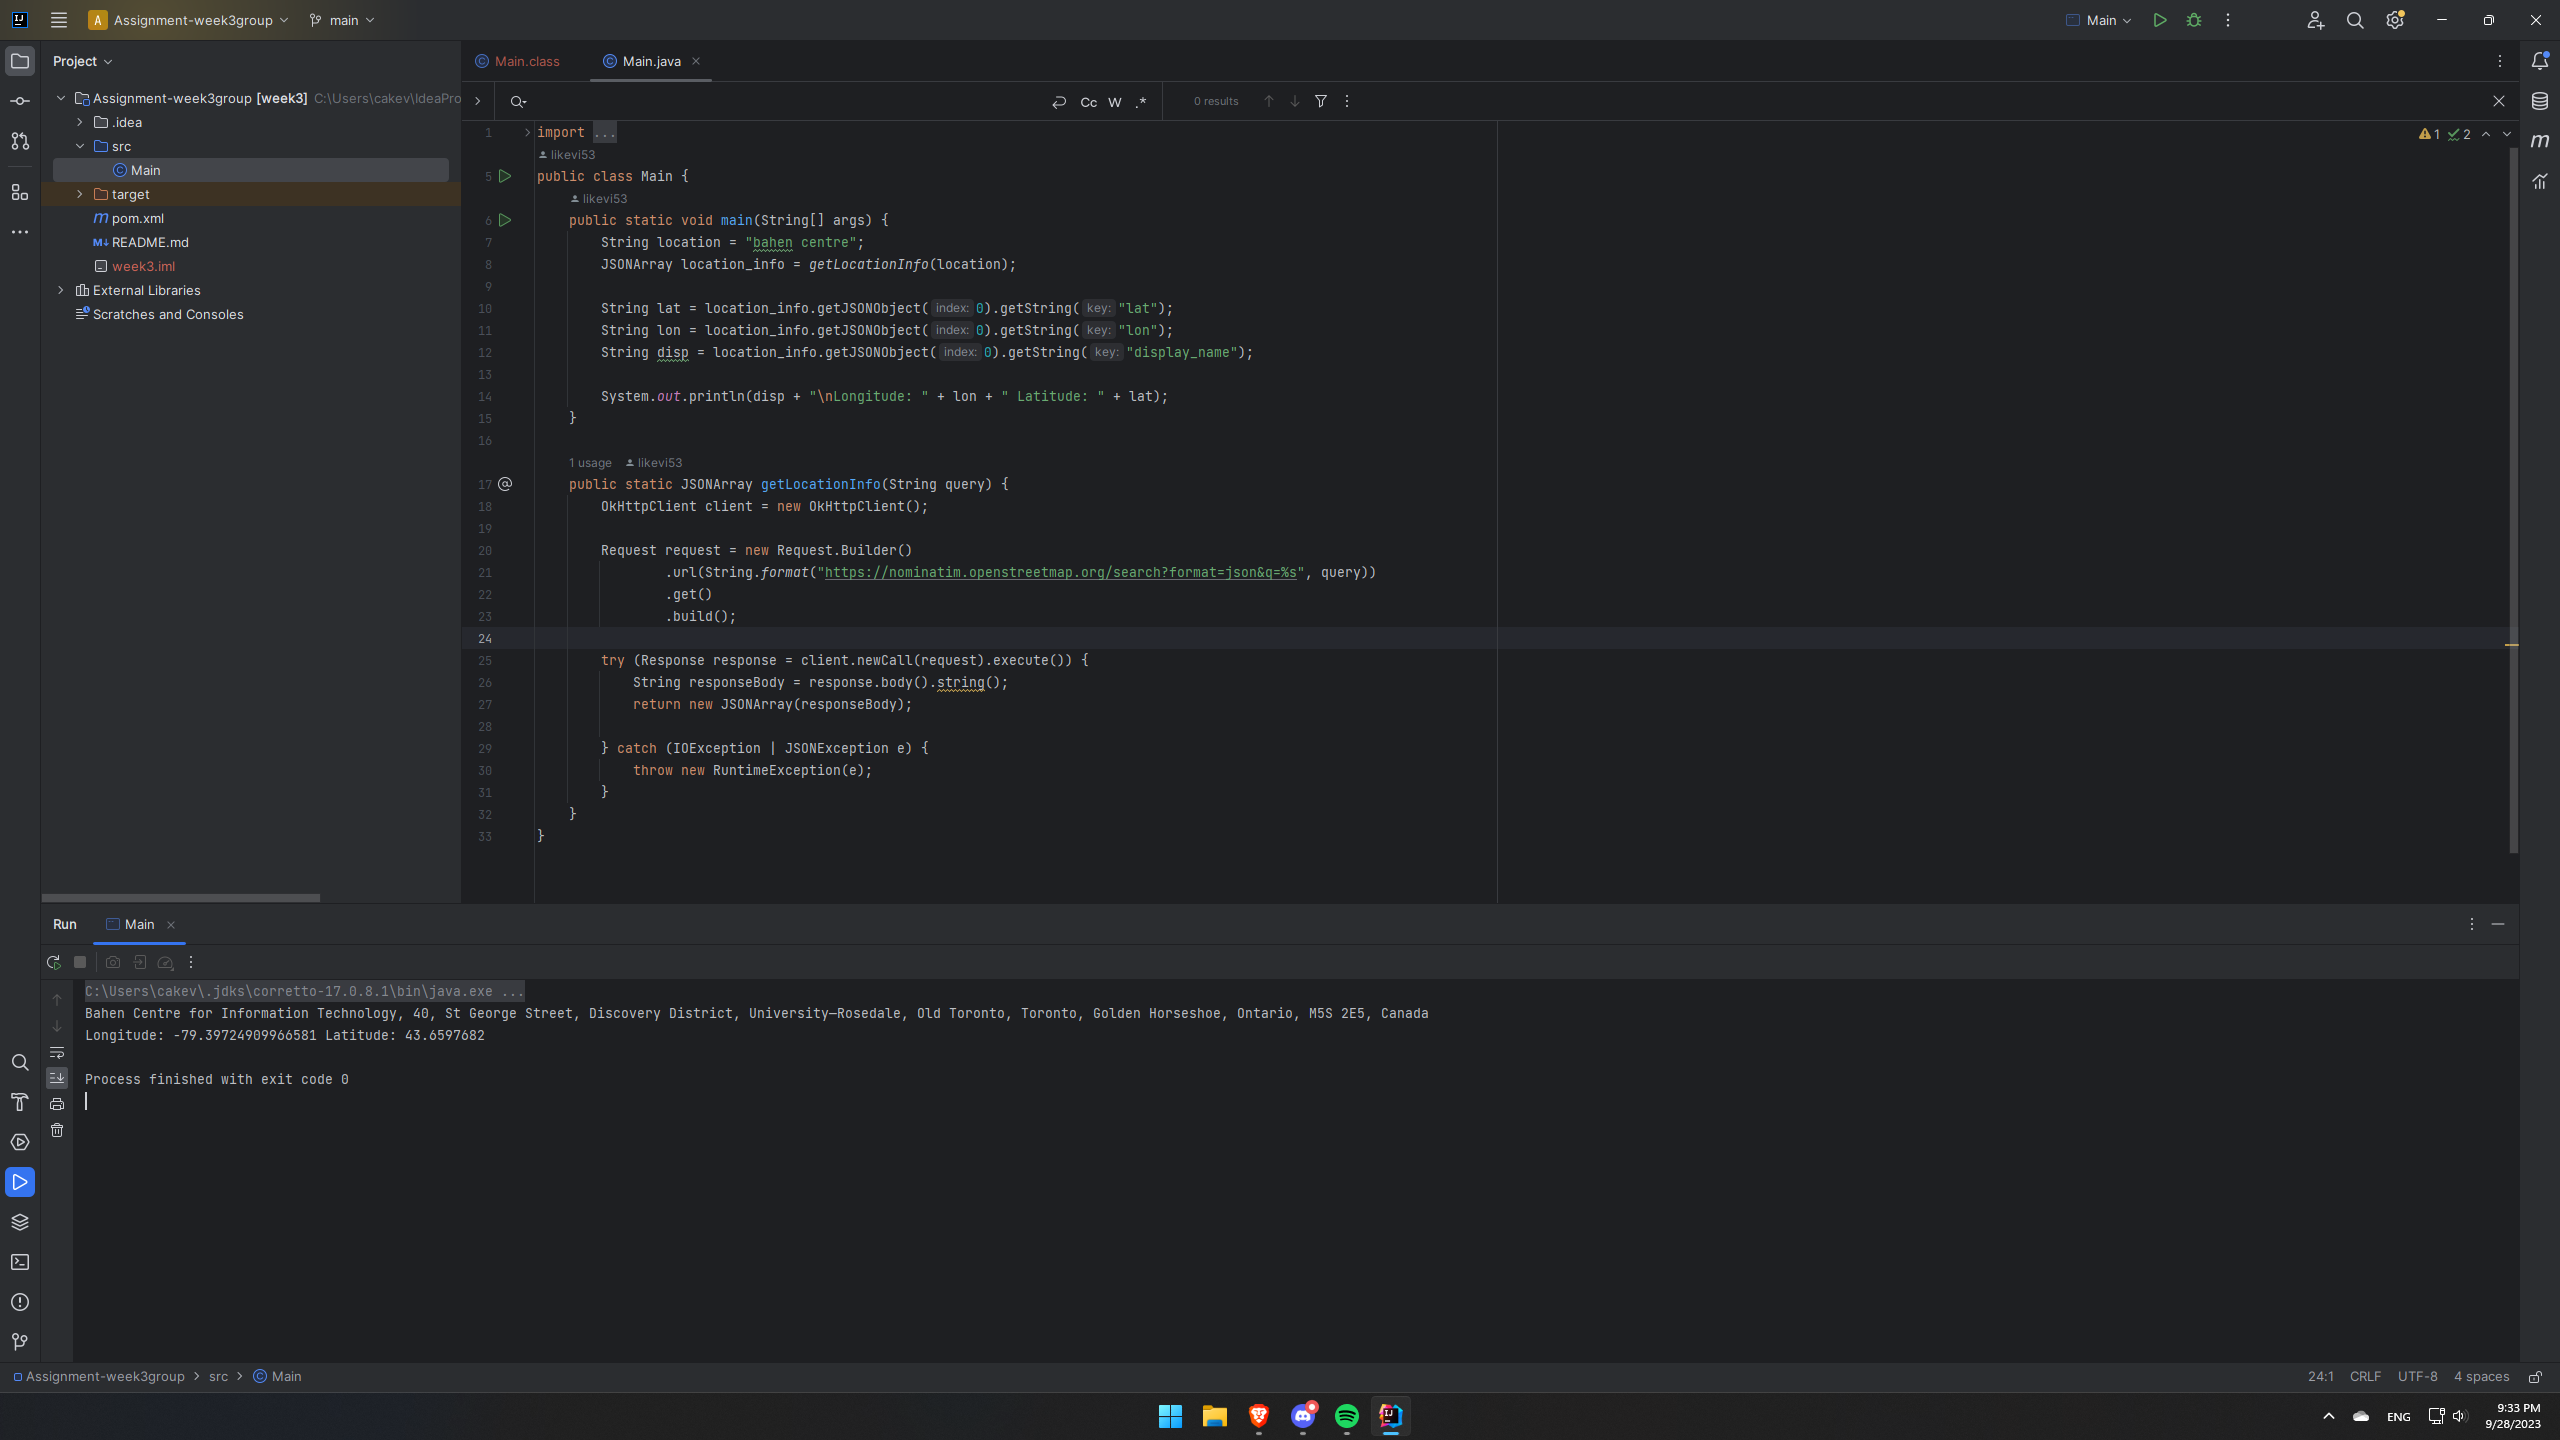 Assignment-week3group main Main
Project
Main.class Main.java
Assignment-week3group [week3] C:\Users\cakev\IdeaPro
.idea
src
Main
target
pom.xml
README.md
week3.iml
External Libraries
Scratches and Consoles
Cc W .* 0 results
1 2
1 import ...
likevi53
5 public class Main {
likevi53
6 public static void main(String[] args) {
7 String location = "bahen centre";
8 JSONArray location_info = getLocationInfo(location);
9
10 String lat = location_info.getJSONObject( index: 0).getString( key: "lat");
11 String lon = location_info.getJSONObject( index: 0).getString( key: "lon");
12 String disp = location_info.getJSONObject( index: 0).getString( key: "display_name");
13
14 System.out.println(disp + "\nLongitude: " + lon + " Latitude: " + lat);
15 }
16
1 usage likevi53
17 @ public static JSONArray getLocationInfo(String query) {
18 OkHttpClient client = new OkHttpClient();
19
20 Request request = new Request.Builder()
21 .url(String.format("https://nominatim.openstreetmap.org/search?format=json&q=%s", query))
22 .get()
23 .build();
24
25 try (Response response = client.newCall(request).execute()) {
26 String responseBody = response.body().string();
27 return new JSONArray(responseBody);
28
29 } catch (IOException | JSONException e) {
30 throw new RuntimeException(e);
31 }
32 }
33 }
Run Main
C:\Users\cakev\.jdks\corretto-17.0.8.1\bin\java.exe ...
Bahen Centre for Information Technology, 40, St George Street, Discovery District, University—Rosedale, Old Toronto, Toronto, Golden Horseshoe, Ontario, M5S 2E5, Canada
Longitude: -79.39724909966581 Latitude: 43.6597682
Process finished with exit code 0
Assignment-week3group > src > Main
24:1 CRLF UTF-8 4 spaces
ENG
9:33 PM
9/28/2023